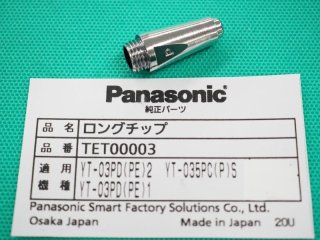 P
Panasonic
純正パーツ
品名 ロングチップ
品番 TET00003
適用 YT-03PD(PE)2 YT-035PC(P)S
機種 YT-03PD(PE)1
Panasonic Smart Factory Solutions Co., Ltd.
Osaka Japan Made in Japan 20U